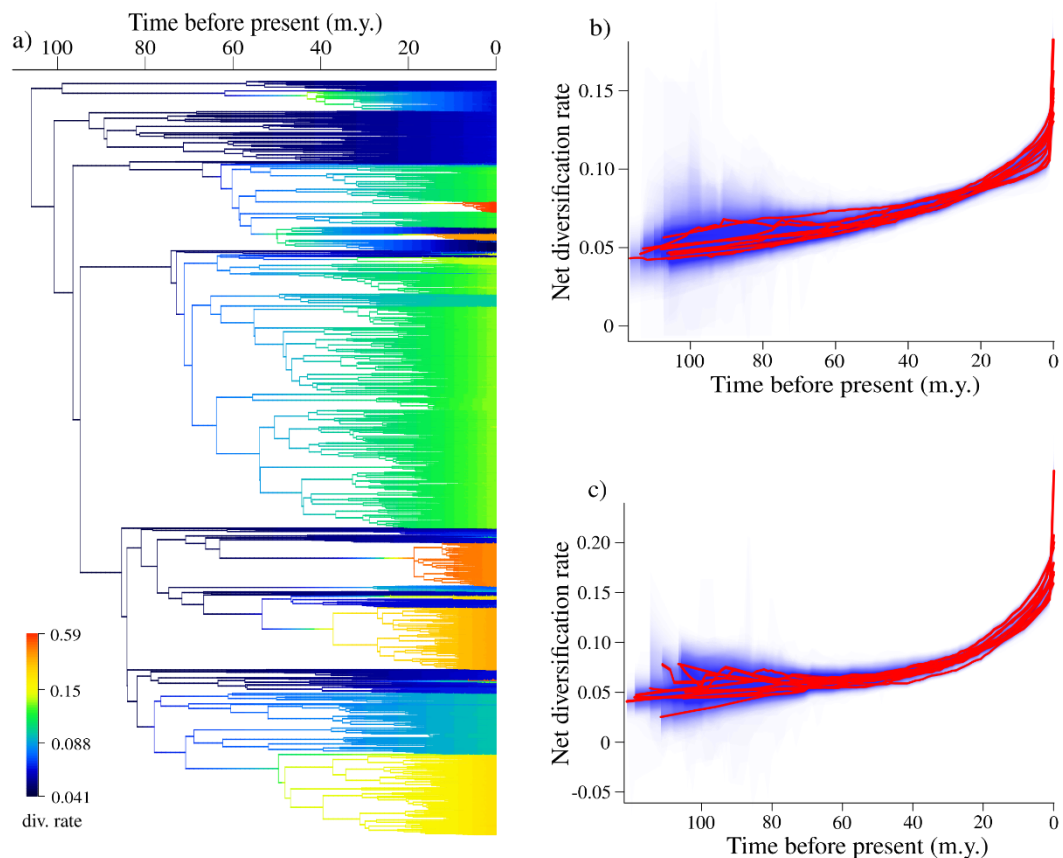 a)
Time before present (m.y.)
100 80 60 40 20 0
0.59
0.15
0.088
0.041
div. rate
b)
Net diversification rate
0.15
0.10
0.05
0
100 80 60 40 20 0
Time before present (m.y.)
c)
Net diversification rate
0.20
0.15
0.10
0.05
0
-0.05
100 80 60 40 20 0
Time before present (m.y.)